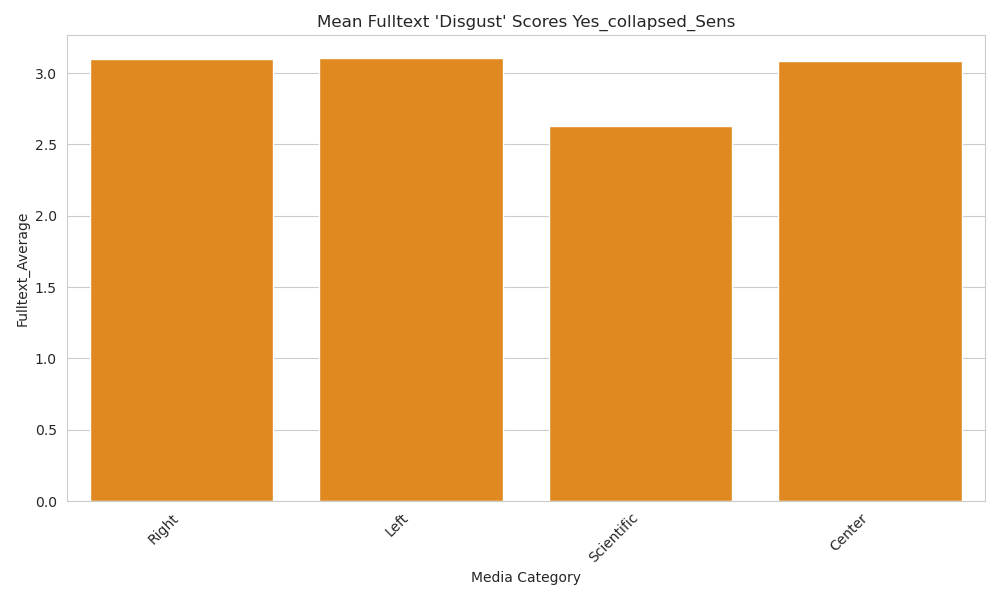 Mean Fulltext 'Disgust' Scores Yes_collapsed_Sens
Fulltext_Average
3.0
2.5
2.0
1.5
1.0
0.5
0.0
Right
Left
Scientific
Center
Media Category